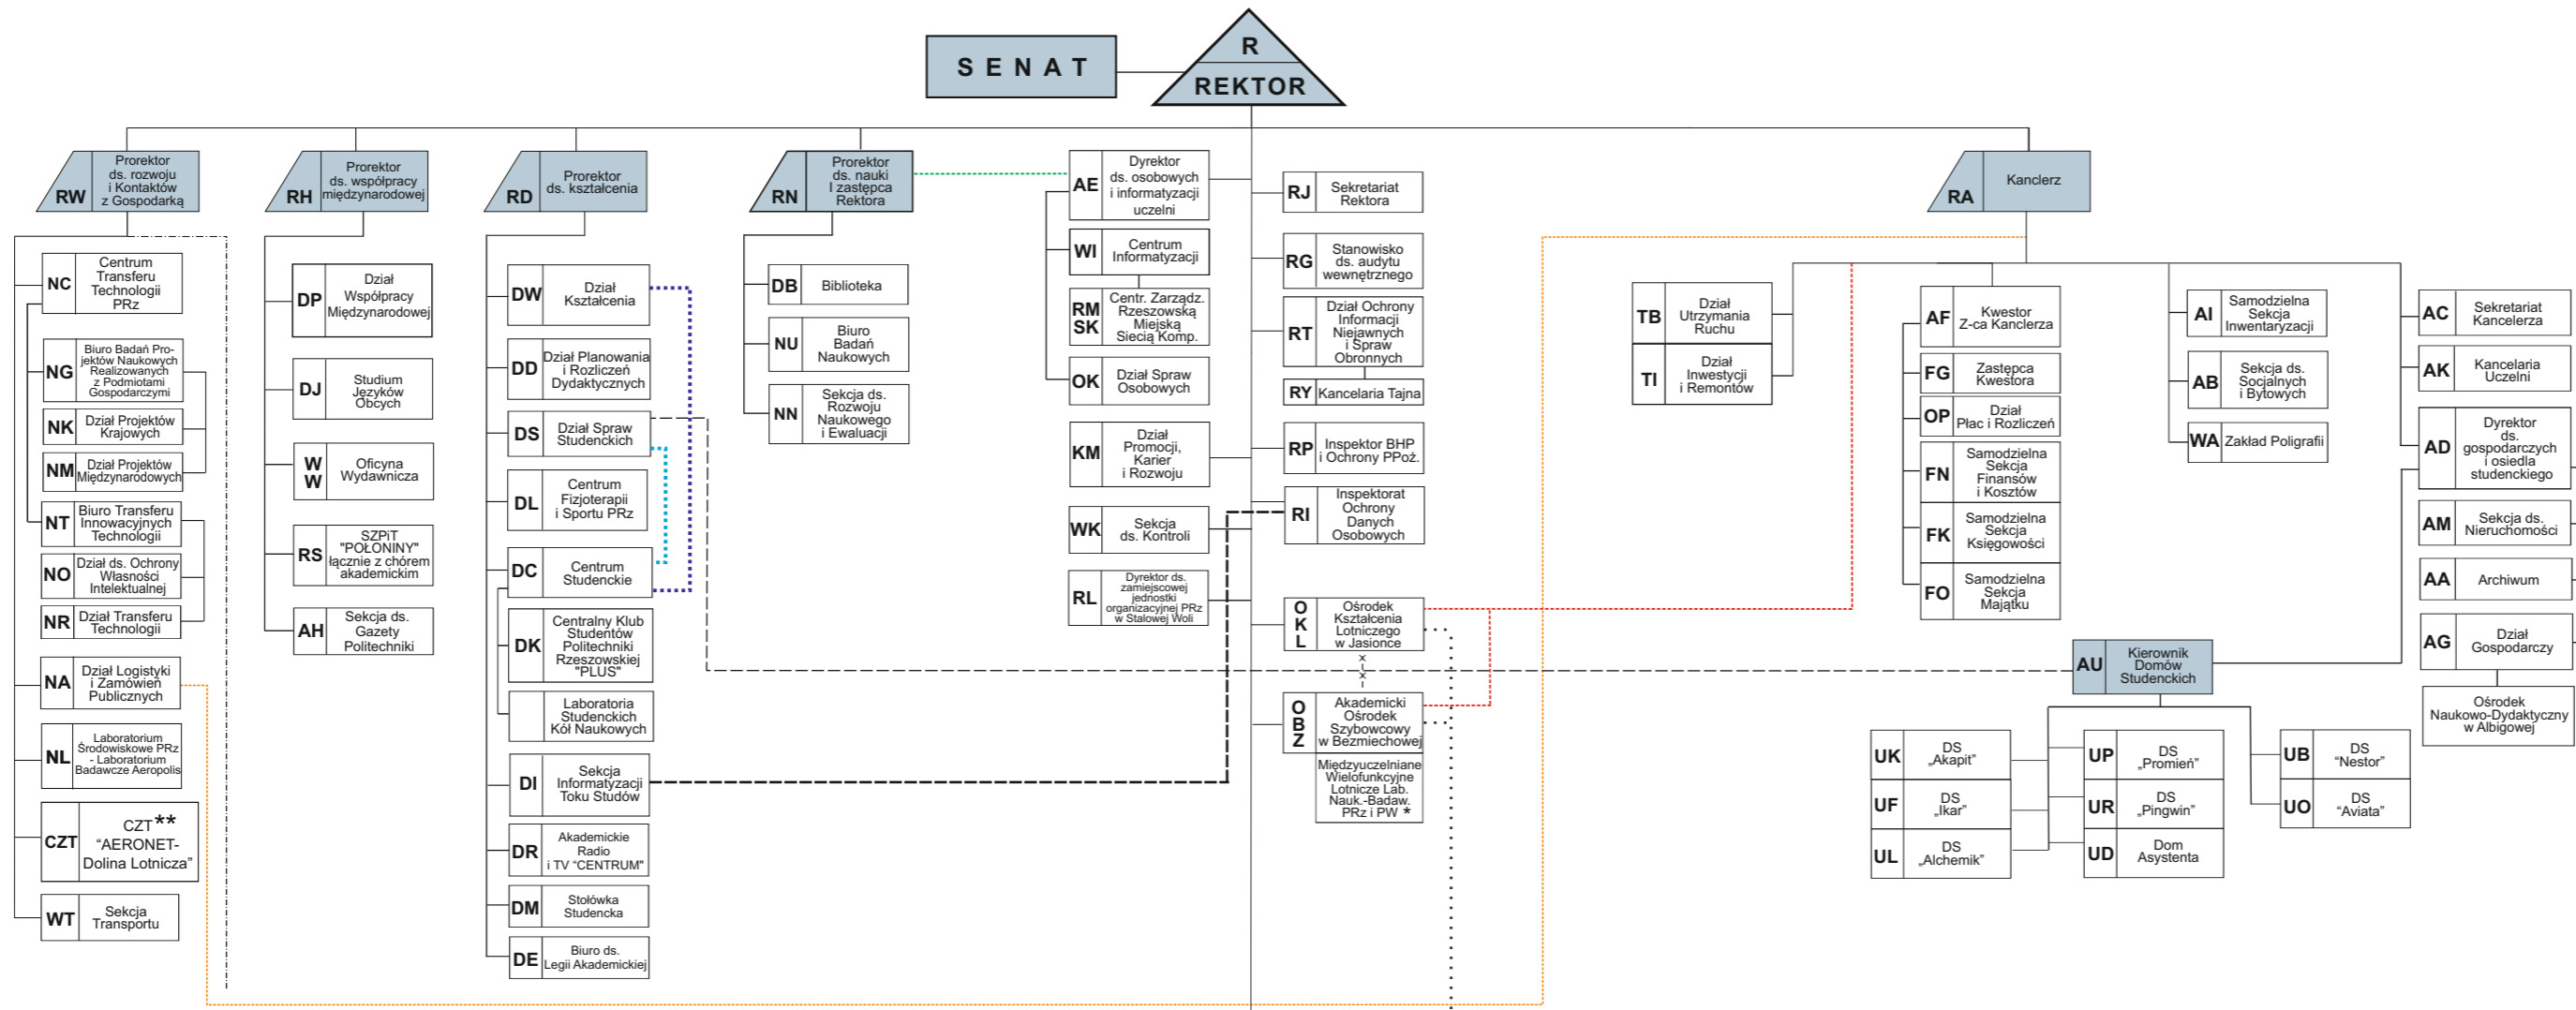 S E N A T
R
REKTOR
RW
Prorektor
ds. rozwoju
i Kontaktów
z Gospodarką
RH
Prorektor
ds. współpracy
międzynarodowej
RD
Prorektor
ds. kształcenia
RN
Prorektor
ds. nauki
I zastępca
Rektora
RA
Kanclerz
NC
Centrum
Transferu
Technologii
PRz
NG
Biuro Badań Pro-
jektów Naukowych
Realizowanych
z Podmiotami
Gospodarczymi
NK
Dział Projektów
Krajowych
NM
Dział Projektów
Międzynarodowych
NT
Biuro Transferu
Innowacyjnych
Technologii
NO
Dział ds. Ochrony
Własności
Intelektualnej
NR
Dział Transferu
Technologii
NA
Dział Logistyki
i Zamówień
Publicznych
NL
Laboratorium
Środowiskowe PRz
- Laboratorium
Badawcze Aeropolis
CZT
CZT**
“AERONET-
Dolina Lotnicza”
WT
Sekcja
Transportu
DP
Dział
Współpracy
Międzynarodowej
DJ
Studium
Języków
Obcych
W
W
Oficyna
Wydawnicza
RS
SZPiT
"POŁONINY"
łącznie z chórem
akademickim
AH
Sekcja ds.
Gazety
Politechniki
DW
Dział
Kształcenia
DD
Dział Planowania
i Rozliczeń
Dydaktycznych
DS
Dział Spraw
Studenckich
DL
Centrum
Fizjoterapii
i Sportu PRz
DC
Centrum
Studenckie
DK
Centralny Klub
Studentów
Politechniki
Rzeszowskiej
"PLUS"
Laboratoria
Studenckich
Kół Naukowych
DI
Sekcja
Informatyzacji
Toku Studów
DR
Akademickie
Radio
i TV “CENTRUM”
DM
Stołówka
Studencka
DE
Biuro ds.
Legii Akademickiej
DB
Biblioteka
NU
Biuro
Badań
Naukowych
NN
Sekcja ds.
Rozwoju
Naukowego
i Ewaluacji
AE
Dyrektor
ds. osobowych
i informatyzacji
uczelni
WI
Centrum
Informatyzacji
RM
SK
Centr. Zarządz.
Rzeszowską
Miejską
Siecią Komp.
OK
Dział Spraw
Osobowych
KM
Dział
Promocji,
Karier
i Rozwoju
WK
Sekcja
ds. Kontroli
RL
Dyrektor ds.
zamiejscowej
jednostki
organizacyjnej PRz
w Stalowej Woli
RJ
Sekretariat
Rektora
RG
Stanowisko
ds. audytu
wewnętrznego
RT
Dział Ochrony
Informacji
Niejawnych
i Spraw
Obronnych
RY
Kancelaria Tajna
RP
Inspektor BHP
i Ochrony PPoż.
RI
Inspektorat
Ochrony
Danych
Osobowych
O
K
L
Ośrodek
Kształcenia
Lotniczego
w Jasionce
O
B
Z
Akademicki
Ośrodek
Szybowcowy
w Bezmiechowej
Międzyuczelniane
Wielofunkcyjne
Lotnicze Lab.
Nauk.-Badaw.
PRz i PW *
TB
Dział
Utrzymania
Ruchu
TI
Dział
Inwestycji
i Remontów
AF
Kwestor
Z-ca Kanclerza
FG
Zastępca
Kwestora
OP
Dział
Płac i Rozliczeń
FN
Samodzielna
Sekcja
Finansów
i Kosztów
FK
Samodzielna
Sekcja
Księgowości
FO
Samodzielna
Sekcja
Majątku
AI
Samodzielna
Sekcja
Inwentaryzacji
AB
Sekcja ds.
Socjalnych
i Bytowych
WA
Zakład Poligrafii
AC
Sekretariat
Kancelerza
AK
Kancelaria
Uczelni
AD
Dyrektor
ds.
gospodarczych
i osiedla
studenckiego
AM
Sekcja ds.
Nieruchomości
AA
Archiwum
AG
Dział
Gospodarczy
Ośrodek
Naukowo-Dydaktyczny
w Albigowej
AU
Kierownik
Domów
Studenckich
UK
DS
„Akapit”
UF
DS
„Ikar”
UL
DS
„Alchemik”
UP
DS
„Promień”
UR
DS
„Pingwin”
UD
Dom
Asystenta
UB
DS
“Nestor”
UO
DS
“Aviata”